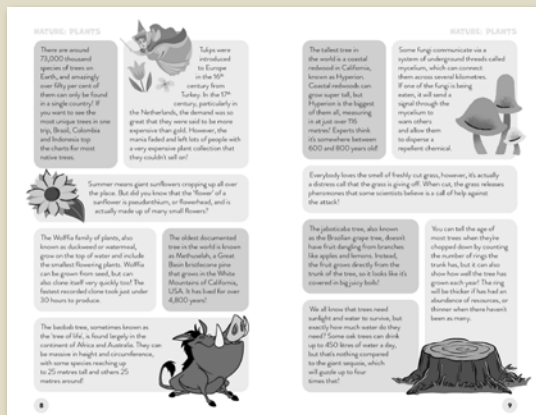 NATURE: PLANTS
There are around
73,000 thousand
species of trees on
Earth, and amazingly
over fifty per cent of
them can only be found
in a single country! If
you want to see the
most unique trees in one
trip, Brazil, Colombia
and Indonesia top
the charts for most
native trees.
Tulips were
introduced
to Europe
in the 16th
century from
Turkey. In the 17th
century, particularly in
the Netherlands, the demand was so
great that they were said to be more
expensive than gold. However, the
mania faded and left lots of people with
a very expensive plant collection that
they couldn't sell on!
Summer means giant sunflowers cropping up all over
the place. But did you know that the 'flower' of a
sunflower is pseudanthium, or flowerhead, and is
actually made up of many small flowers?
The Wolffia family of plants, also
known as duckweed or watermeal,
grow on the top of water and include
the smallest flowering plants. Wolffia
can be grown from seed, but can
also clone itself very quickly too! The
fastest recorded clone took just under
30 hours to produce.
The oldest documented
tree in the world is known
as Methuselah, a Great
Basin bristlecone pine
that grows in the White
Mountains of California,
USA. It has lived for over
4,800 years!
The baobab tree, sometimes known as
the 'tree of life', is found largely in the
continent of Africa and Australia. They can
be massive in height and circumference,
with some species reaching up
to 25 metres tall and others 25
metres around!
8
NATURE: PLANTS
The tallest tree in
the world is a coastal
redwood in California,
known as Hyperion.
Coastal redwoods can
grow super tall, but
Hyperion is the biggest
of them all, measuring
in at just over 116
metres! Experts think
it's somewhere between
600 and 800 years old!
Some fungi communicate via a
system of underground threads called
mycelium, which can connect
them across several kilometres.
If one of the fungi is being
eaten, it will send a
signal through the
mycelium to
warn others
and allow them
to dispense a
repellent chemical.
Everybody loves the smell of freshly cut grass, however, it's actually
a distress call that the grass is giving off. When cut, the grass releases
pheromones that some scientists believe is a call for help against
the attack!
The jaboticaba tree, also known
as the Brazilian grape tree, doesn't
have fruit dangling from branches
like apples and lemons. Instead,
the fruit grows directly from the
trunk of the tree, so it looks like it's
covered in big juicy boils!
We all know that trees need
sunlight and water to survive, but
exactly how much water do they
need? Some oak trees can drink
up to 450 litres of water a day,
but that's nothing compared
to the giant sequoia, which
will guzzle up to four
times that!
You can tell the age of
most trees when they're
chopped down by counting
the number of rings the
trunk has, but it can also
show how well the tree has
grown each year! The ring
will be thicker if it has had an
abundance of resources, or
thinner when there haven't
been as many.
9